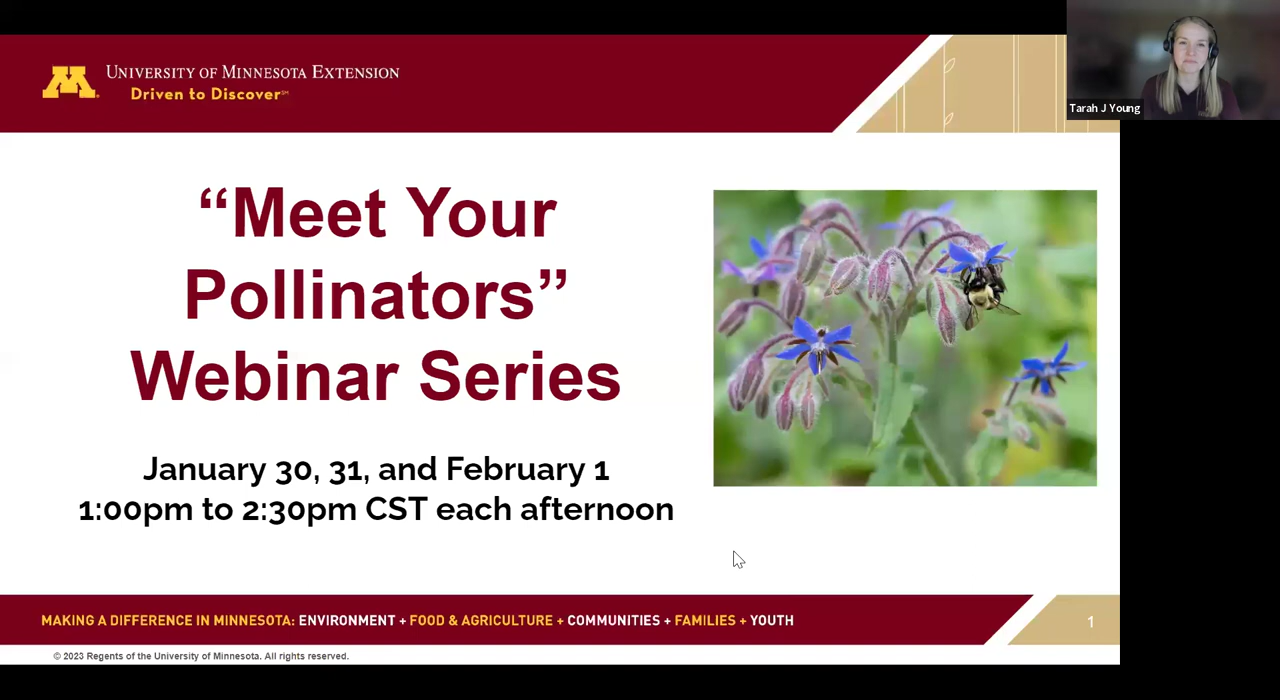 UNIVERSITY OF MINNESOTA EXTENSION
Driven to Discover℠
Tarah J Young
“Meet Your
Pollinators”
Webinar Series
January 30, 31, and February 1
1:00pm to 2:30pm CST each afternoon
MAKING A DIFFERENCE IN MINNESOTA: ENVIRONMENT + FOOD & AGRICULTURE + COMMUNITIES + FAMILIES + YOUTH
1
© 2023 Regents of the University of Minnesota. All rights reserved.